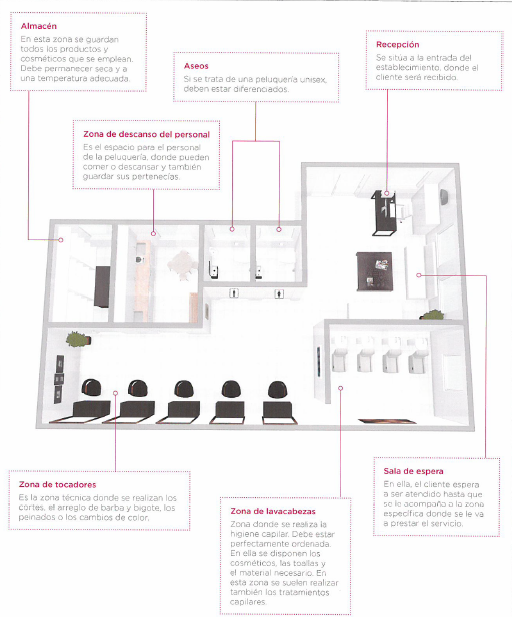 Almacén
En esta zona se guardan
todos los productos y
cosméticos que se emplean.
Debe permanecer seca y a
una temperatura adecuada.
Aseos
Si se trata de una peluquería unisex,
deben estar diferenciados.
Recepción
Se sitúa a la entrada del
establecimiento, donde el
cliente será recibido.
Zona de descanso del personal
Es el espacio para el personal
de la peluquería, donde pueden
comer o descansar y también
guardar sus pertenecías.
Zona de tocadores
Es la zona técnica donde se realizan los
cortes, el arreglo de barba y bigote, los
peinados o los cambios de color.
Zona de lavacabezas
Zona donde se realiza la
higiene capilar. Debe estar
perfectamente ordenada.
En ella se disponen los
cosméticos, las toallas y
el material necesario. En
esta zona se suelen realizar
también los tratamientos
capilares.
Sala de espera
En ella, el cliente espera
a ser atendido hasta que
se le acompaña a la zona
específica donde se le va
a prestar el servicio.